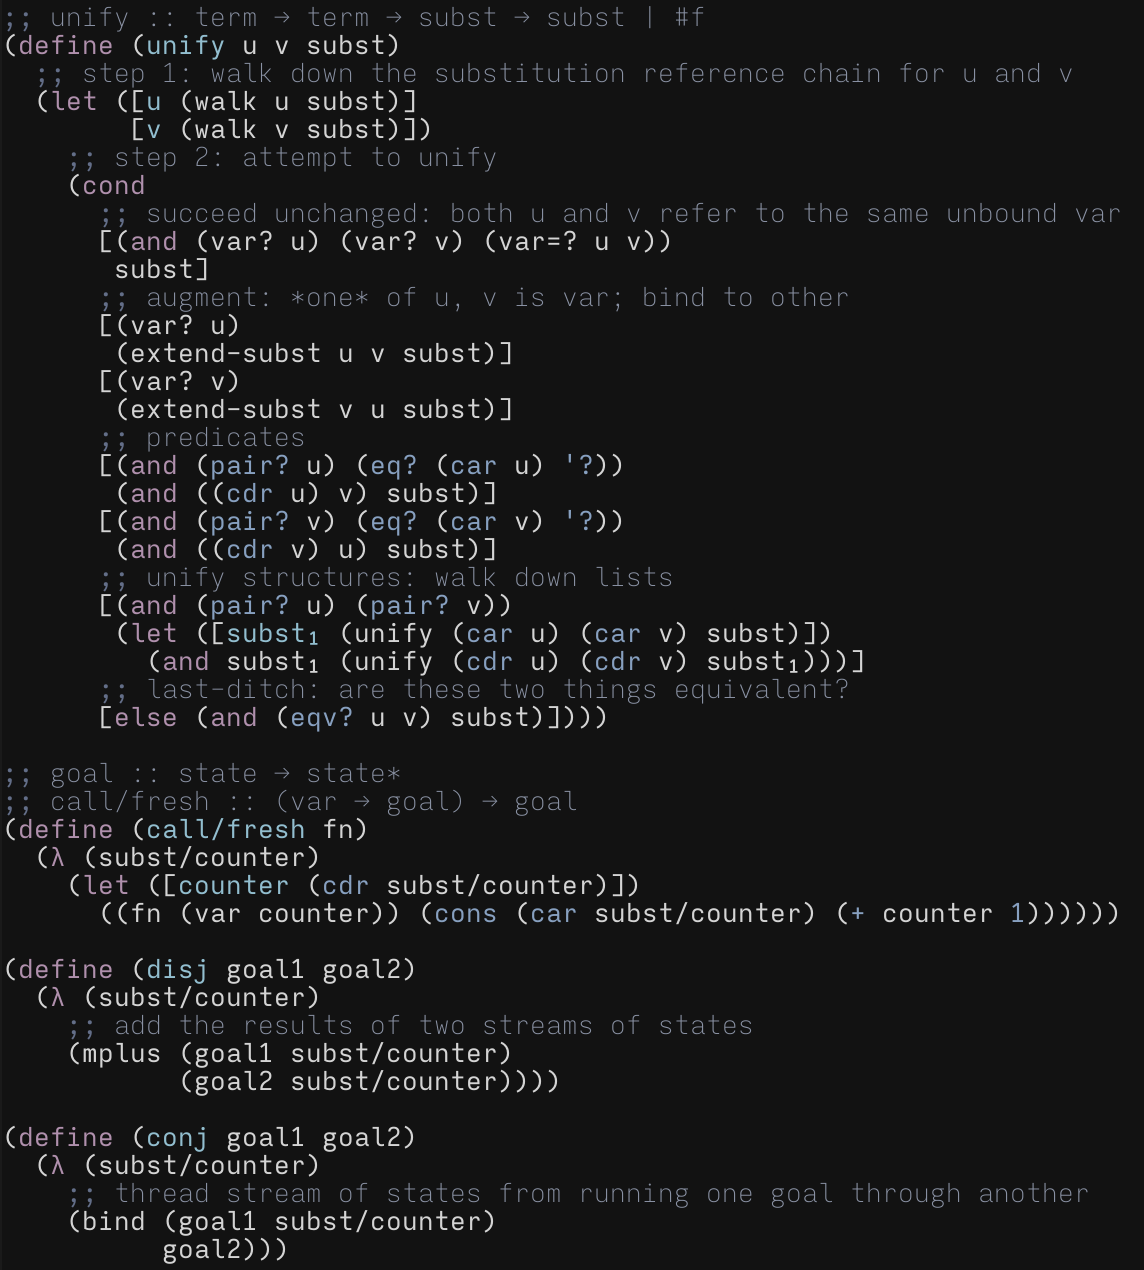 ;; unify :: term → term → subst → subst | #f
(define (unify u v subst)
  ;; step 1: walk down the substitution reference chain for u and v
  (let ([u (walk u subst)]
        [v (walk v subst)])
    ;; step 2: attempt to unify
    (cond
      ;; succeed unchanged: both u and v refer to the same unbound var
      [(and (var? u) (var? v) (var=? u v))
       subst]
      ;; augment: *one* of u, v is var; bind to other
      [(var? u)
       (extend-subst u v subst)]
      [(var? v)
       (extend-subst v u subst)]
      ;; predicates
      [(and (pair? u) (eq? (car u) '?))
       (and ((cdr u) v) subst)]
      [(and (pair? v) (eq? (car v) '?))
       (and ((cdr v) u) subst)]
      ;; unify structures: walk down lists
      [(and (pair? u) (pair? v))
       (let ([subst₁ (unify (car u) (car v) subst)])
         (and subst₁ (unify (cdr u) (cdr v) subst₁)))]
      ;; last-ditch: are these two things equivalent?
      [else (and (eqv? u v) subst)])))

;; goal :: state → state*
;; call/fresh :: (var → goal) → goal
(define (call/fresh fn)
  (λ (subst/counter)
    (let ([counter (cdr subst/counter)])
      ((fn (var counter)) (cons (car subst/counter) (+ counter 1))))))

(define (disj goal1 goal2)
  (λ (subst/counter)
    ;; add the results of two streams of states
    (mplus (goal1 subst/counter)
           (goal2 subst/counter))))

(define (conj goal1 goal2)
  (λ (subst/counter)
    ;; thread stream of states from running one goal through another
    (bind (goal1 subst/counter)
          goal2)))